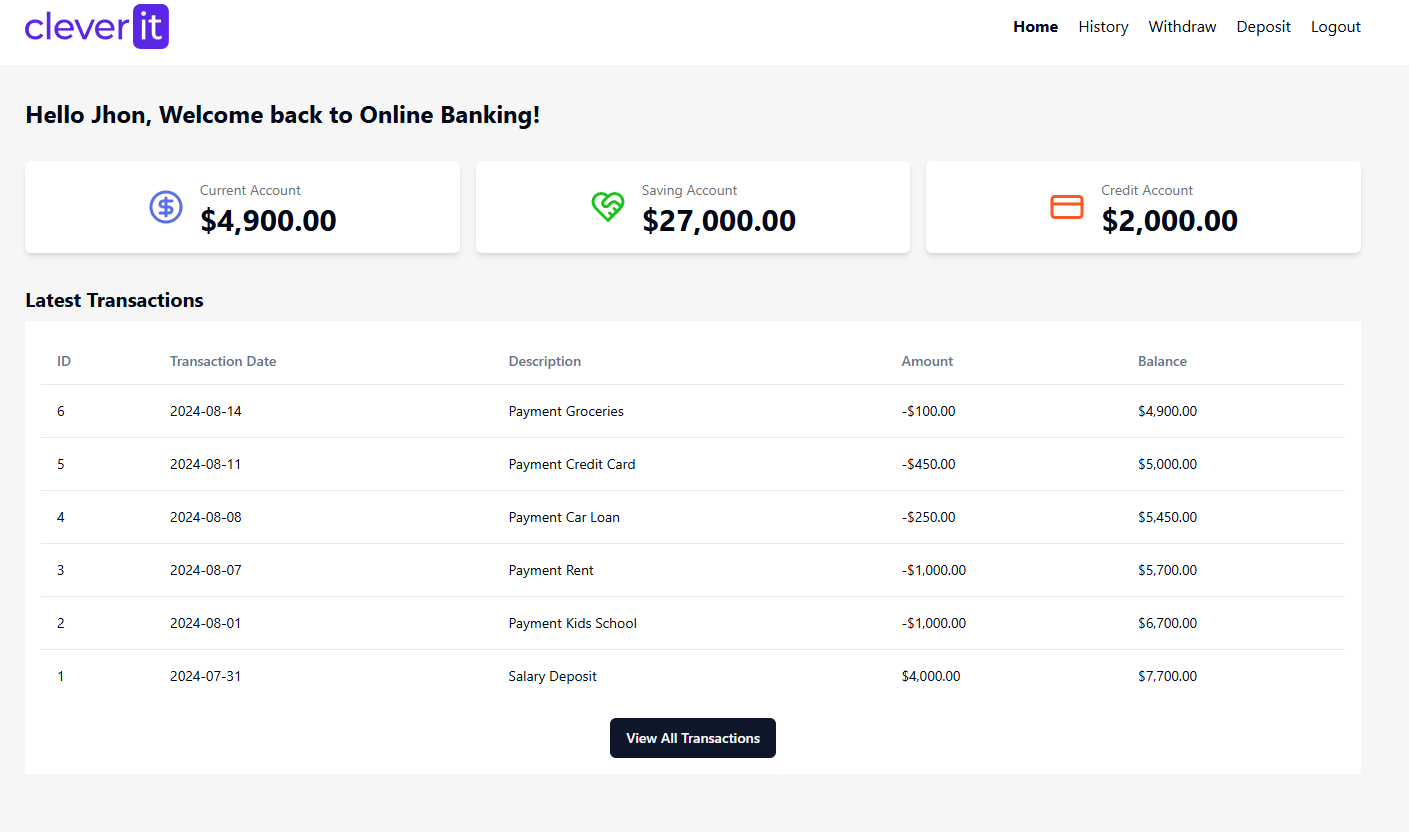 cleverit
Home History Withdraw Deposit Logout
Hello Jhon, Welcome back to Online Banking!
Current Account
$4,900.00
Saving Account
$27,000.00
Credit Account
$2,000.00
Latest Transactions
ID Transaction Date Description Amount Balance
6 2024-08-14 Payment Groceries -$100.00 $4,900.00
5 2024-08-11 Payment Credit Card -$450.00 $5,000.00
4 2024-08-08 Payment Car Loan -$250.00 $5,450.00
3 2024-08-07 Payment Rent -$1,000.00 $5,700.00
2 2024-08-01 Payment Kids School -$1,000.00 $6,700.00
1 2024-07-31 Salary Deposit $4,000.00 $7,700.00
View All Transactions